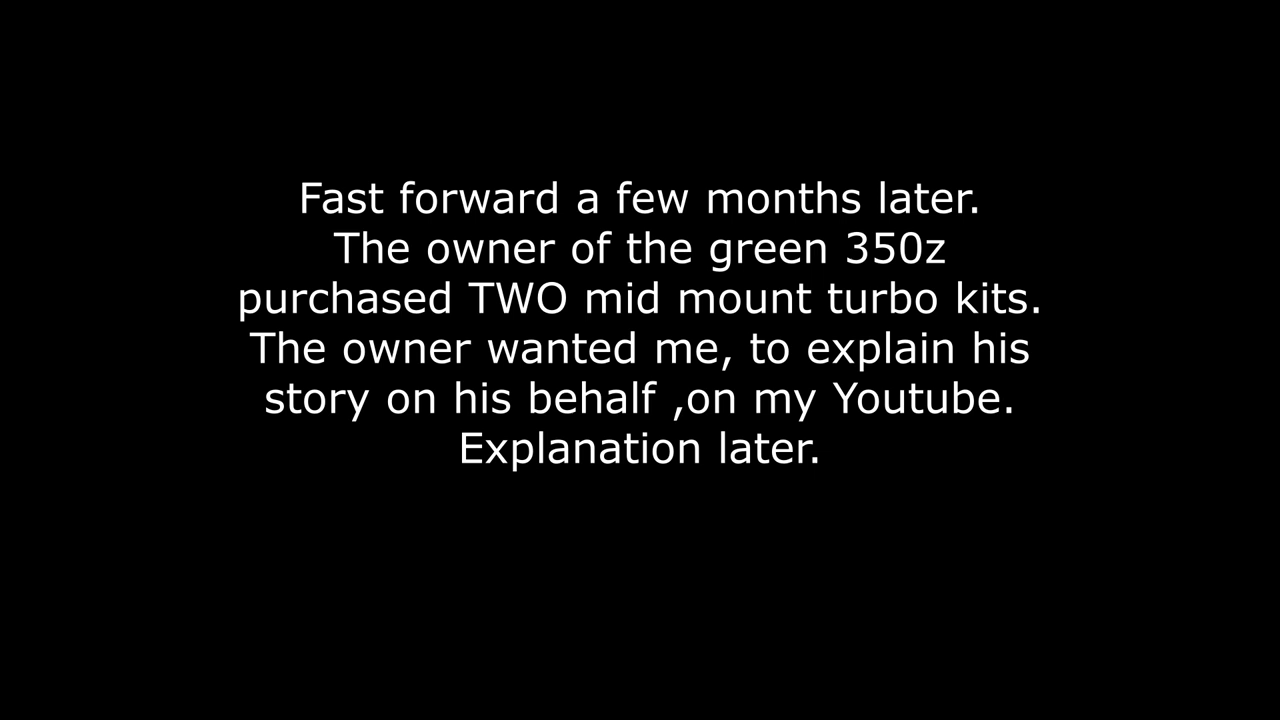 Fast forward a few months later.
The owner of the green 350z
purchased TWO mid mount turbo kits.
The owner wanted me, to explain his
story on his behalf ,on my Youtube.
Explanation later.